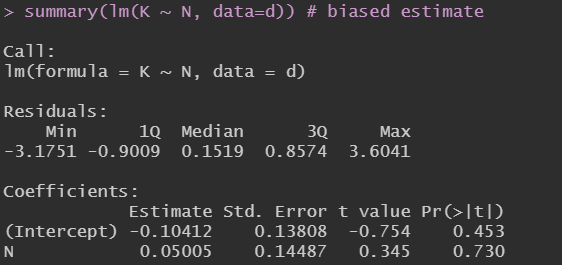 > summary(lm(K ~ N, data=d)) # biased estimate
Call:
lm(formula = K ~ N, data = d)
Residuals:
    Min      1Q  Median      3Q     Max
-3.1751 -0.9009  0.1519  0.8574  3.6041
Coefficients:
            Estimate Std. Error t value Pr(>|t|)
(Intercept) -0.10412    0.13808  -0.754    0.453
N            0.05005    0.14487   0.345    0.730